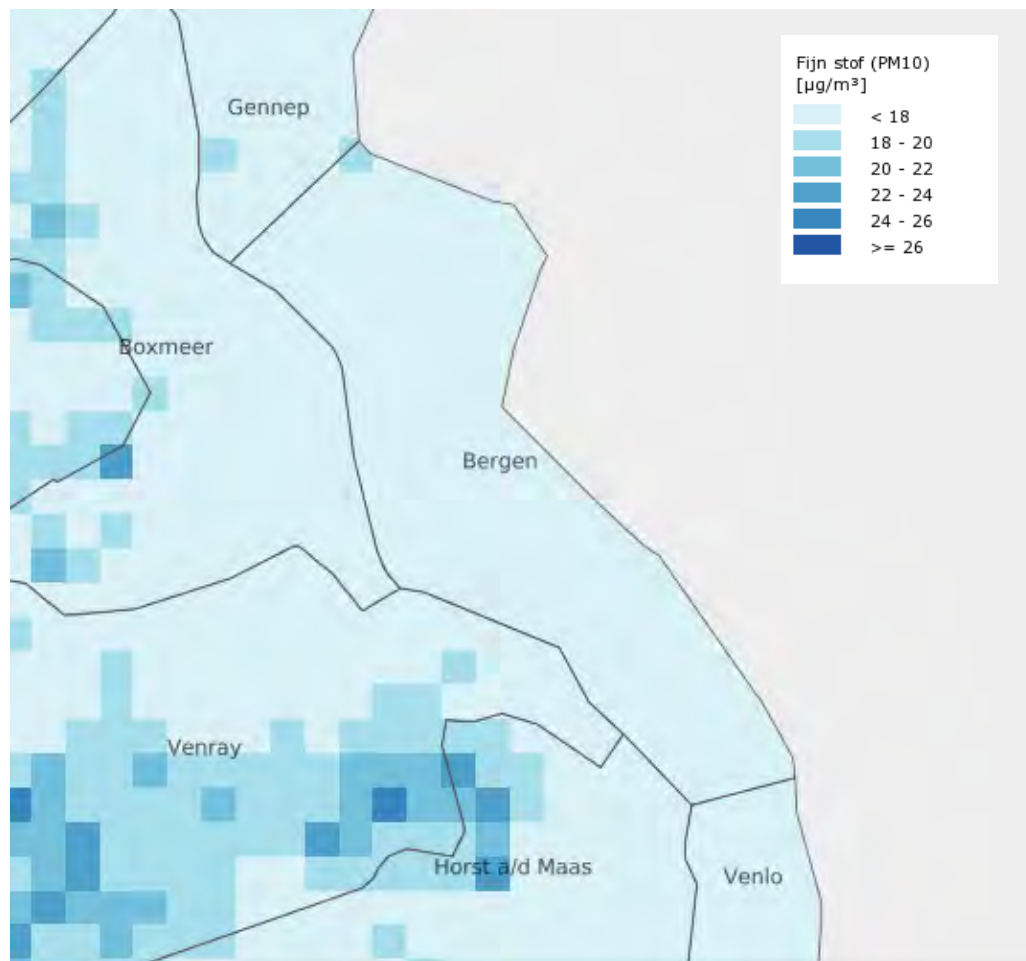 Fijn stof (PM10)
[µg/m³]
< 18
18 - 20
20 - 22
22 - 24
24 - 26
>= 26
Gennep
Boxmeer
Bergen
Venray
Horst a/d Maas
Venlo